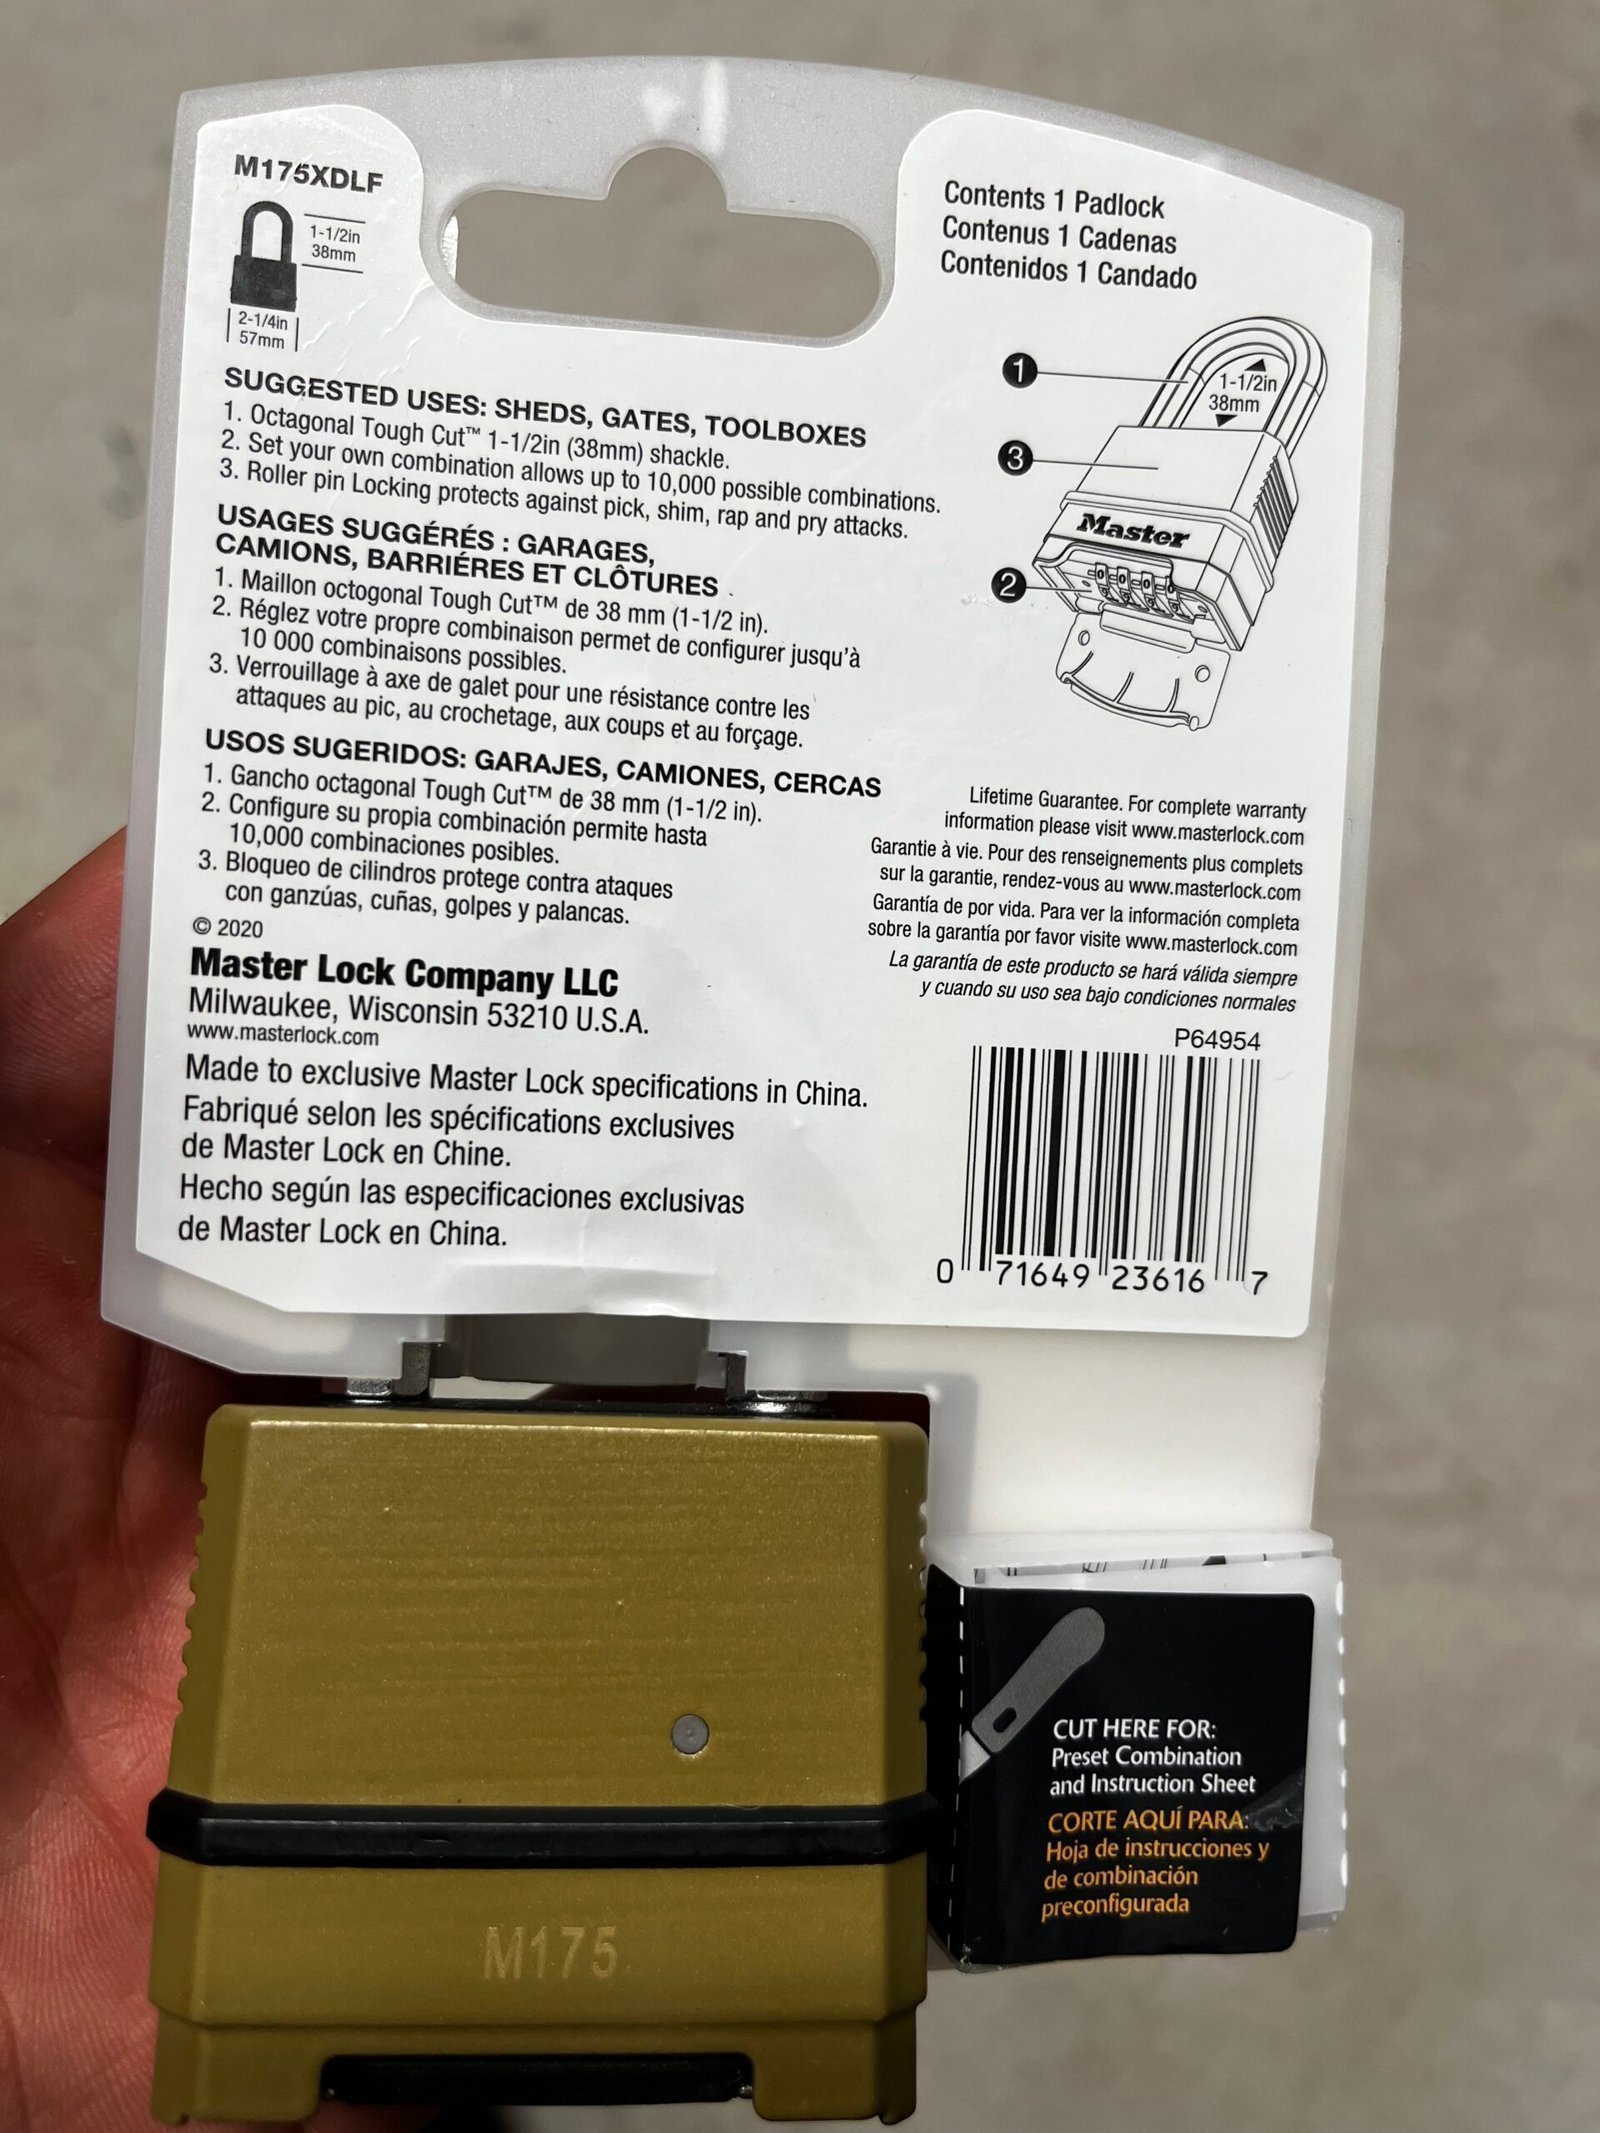 M175XDLF
1-1/2in
38mm
2-1/4in
57mm
SUGGESTED USES: SHEDS, GATES, TOOLBOXES
1. Octagonal Tough Cut™ 1-1/2in (38mm) shackle.
2. Set your own combination allows up to 10,000 possible combinations.
3. Roller pin Locking protects against pick, shim, rap and pry attacks.
USAGES SUGGÉRÉS : GARAGES,
CAMIONS, BARRIÉRES ET CLÔTURES
1. Maillon octogonal Tough Cut™ de 38 mm (1-1/2 in).
2. Réglez votre propre combinaison permet de configurer jusqu'à
10 000 combinaisons possibles.
3. Verrouillage à axe de galet pour une résistance contre les
attaques au pic, au crochetage, aux coups et au forçage.
USOS SUGERIDOS: GARAJES, CAMIONES, CERCAS
1. Gancho octagonal Tough Cut™ de 38 mm (1-1/2 in).
2. Configure su propia combinación permite hasta
10,000 combinaciones posibles.
3. Bloqueo de cilindros protege contra ataques
con ganzúas, cuñas, golpes y palancas.
© 2020
Master Lock Company LLC
Milwaukee, Wisconsin 53210 U.S.A.
www.masterlock.com
Made to exclusive Master Lock specifications in China.
Fabriqué selon les spécifications exclusives
de Master Lock en Chine.
Hecho según las especificaciones exclusivas
de Master Lock en China.
Contents 1 Padlock
Contenus 1 Cadenas
Contenidos 1 Candado
1
1-1/2in
38mm
3
Master
2
Lifetime Guarantee. For complete warranty
information please visit www.masterlock.com
Garantie à vie. Pour des renseignements plus complets
sur la garantie, rendez-vous au www.masterlock.com
Garantía de por vida. Para ver la información completa
sobre la garantía por favor visite www.masterlock.com
La garantía de este producto se hará válida siempre
y cuando su uso sea bajo condiciones normales
P64954
0 71649 23616 7
CUT HERE FOR:
Preset Combination
and Instruction Sheet
CORTE AQUÍ PARA:
Hoja de instrucciones y
de combinación
preconfigurada
M175